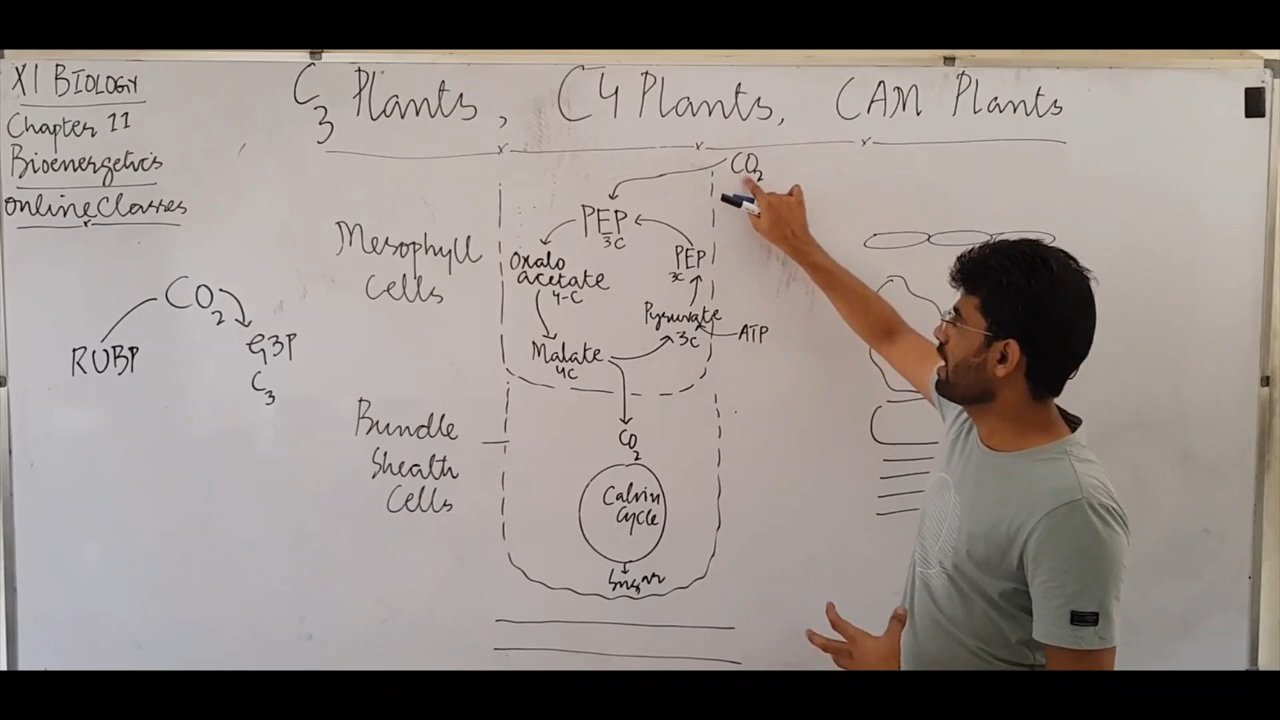 XI BIOLOGY
Chapter 11
Bioenergetics
Online Classes
C3 Plants, C4 Plants, CAM Plants
CO2
PEP
3C
Mesophyll
Cells
Oxalo
acetate
4-C
PEP
3C
Pyruvate
3C
ATP
Malate
4C
CO2
RUBP
G3P
C3
Bundle
Sheath
Cells
CO2
Calvin
Cycle
Sugar